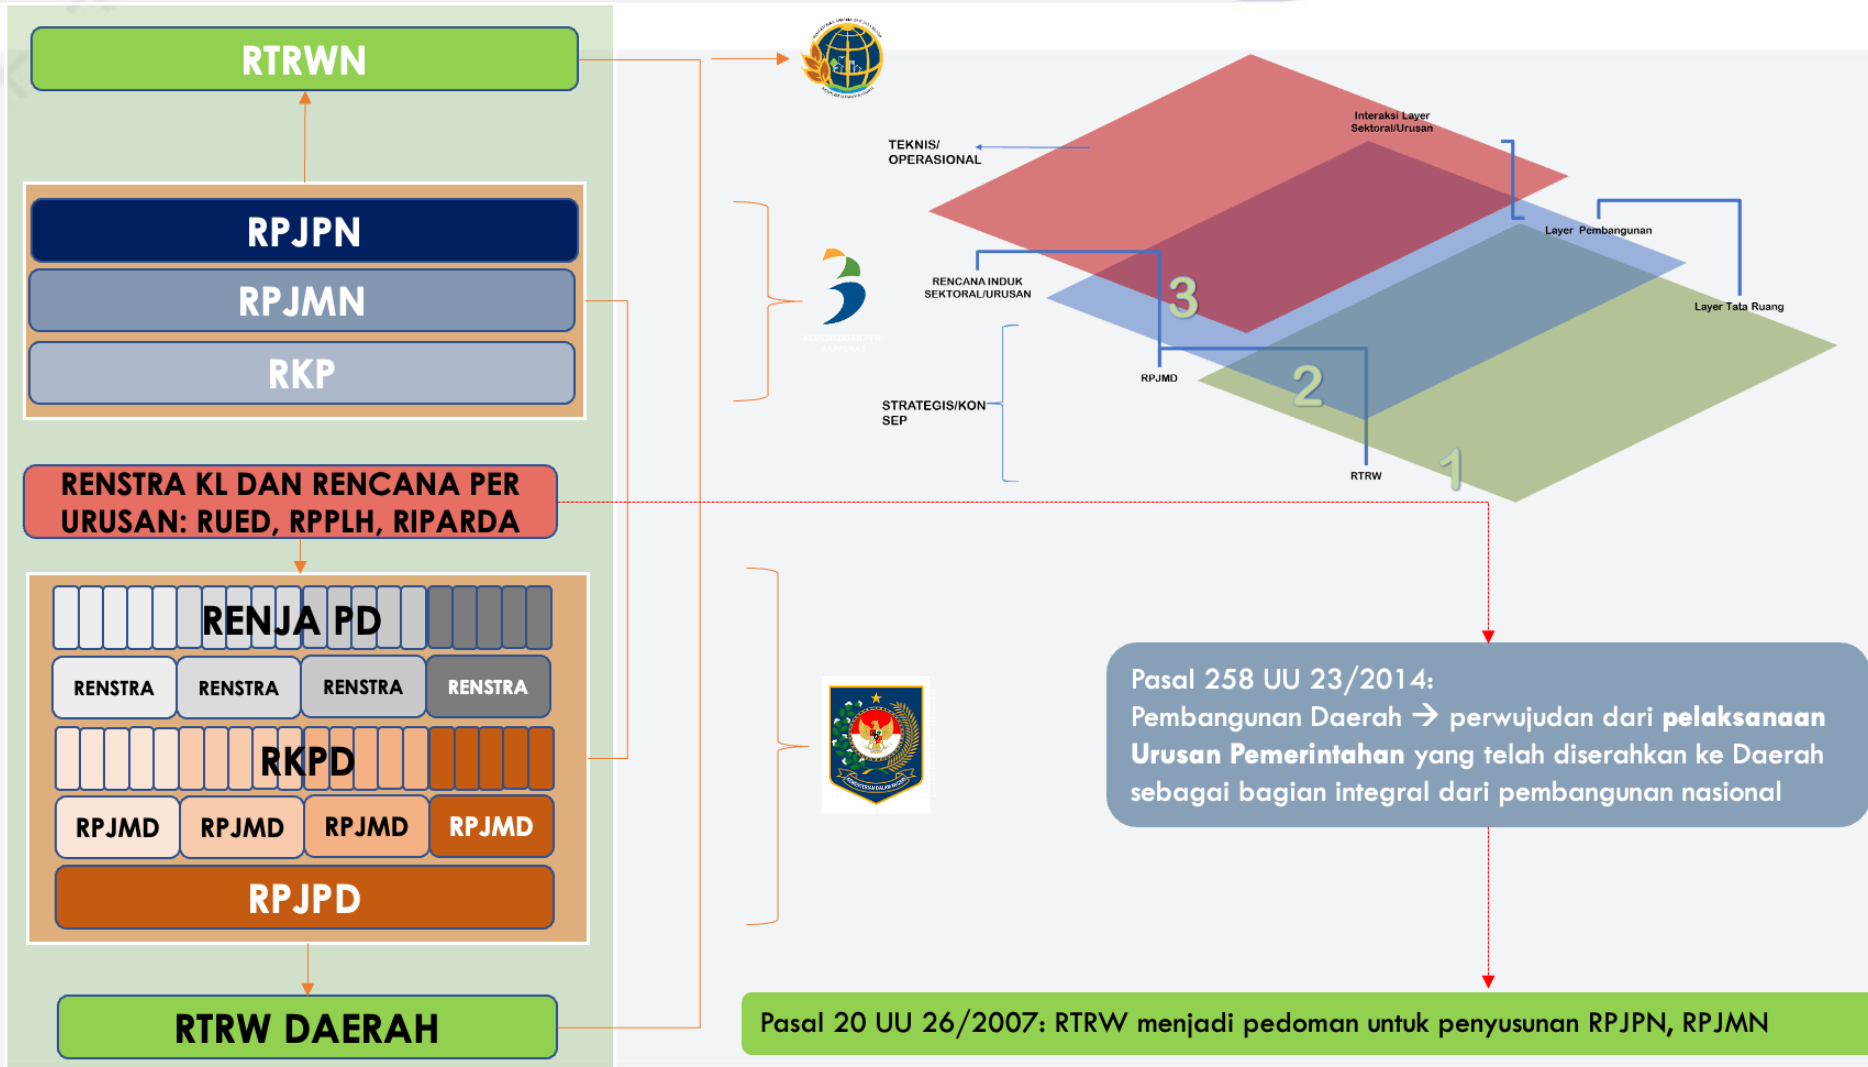 RTRWN
RPJPN
RPJMN
RKP
RENSTRA KL DAN RENCANA PER
URUSAN: RUED, RPPLH, RIPARDA
RENJA PD
RENSTRA
RENSTRA
RENSTRA
RENSTRA
RKPD
RPJMD
RPJMD
RPJMD
RPJMD
RPJPD
RTRW DAERAH
TEKNIS/
OPERASIONAL
Interaksi Layer
Sektoral/Urusan
Layer Pembangunan
RENCANA INDUK
SEKTORAL/URUSAN
3
Layer Tata Ruang
RPJMD
2
STRATEGIS/KON
SEP
1
RTRW
KEMENTERIAN DALAM NEGERI
Pasal 258 UU 23/2014:
Pembangunan Daerah → perwujudan dari pelaksanaan
Urusan Pemerintahan yang telah diserahkan ke Daerah
sebagai bagian integral dari pembangunan nasional
Pasal 20 UU 26/2007: RTRW menjadi pedoman untuk penyusunan RPJPN, RPJMN